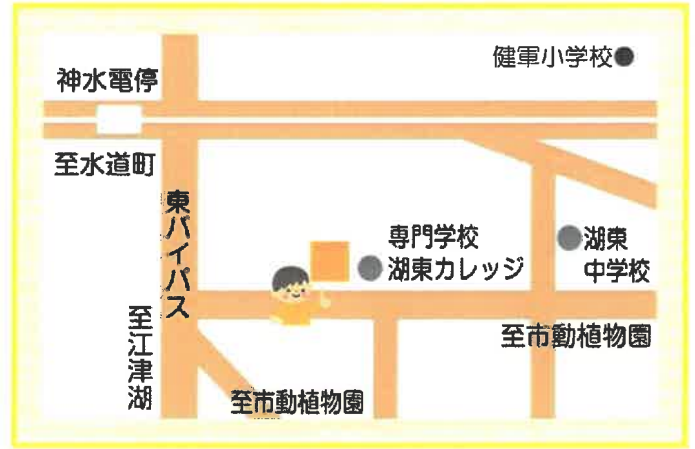 健軍小学校
神水電停
至水道町
東バイパス
専門学校
湖東カレッジ
湖東
中学校
至江津湖
至市動植物園
至市動植物園